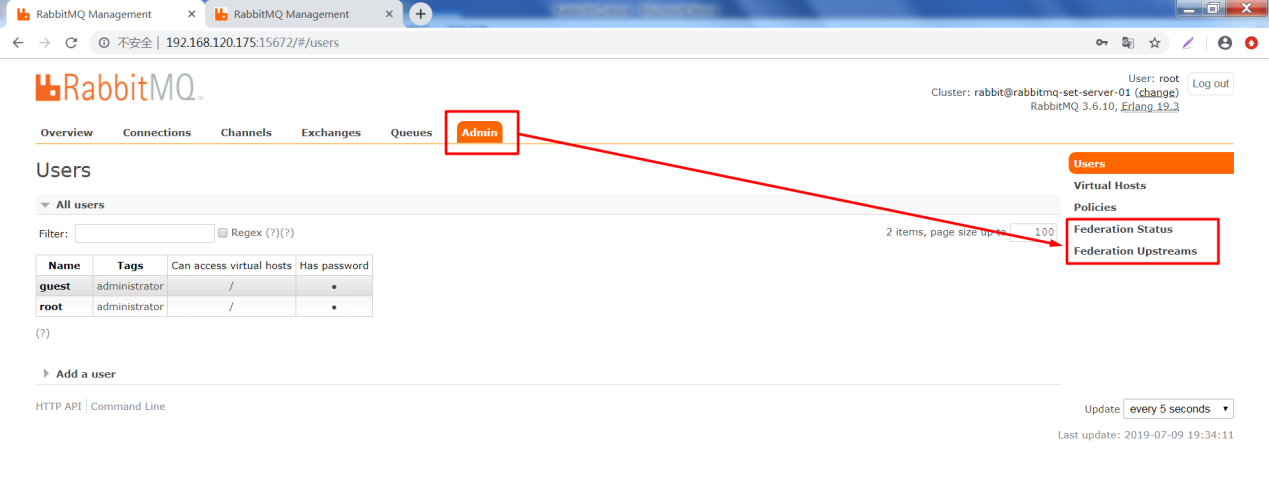 RabbitMQ Management
RabbitMQ Management
不安全 | 192.168.120.175:15672/#/users
RabbitMQ™
User: root
Log out
Cluster: rabbit@rabbitmq-set-server-01 (change)
RabbitMQ 3.6.10, Erlang 19.3
Overview Connections Channels Exchanges Queues Admin
Users
All users
Filter: Regex (?)(?)
2 items, page size up to 100
Name Tags Can access virtual hosts Has password
guest administrator / ●
root administrator / ●
(?)
Add a user
HTTP API Command Line
Users
Virtual Hosts
Policies
Federation Status
Federation Upstreams
Update every 5 seconds
Last update: 2019-07-09 19:34:11